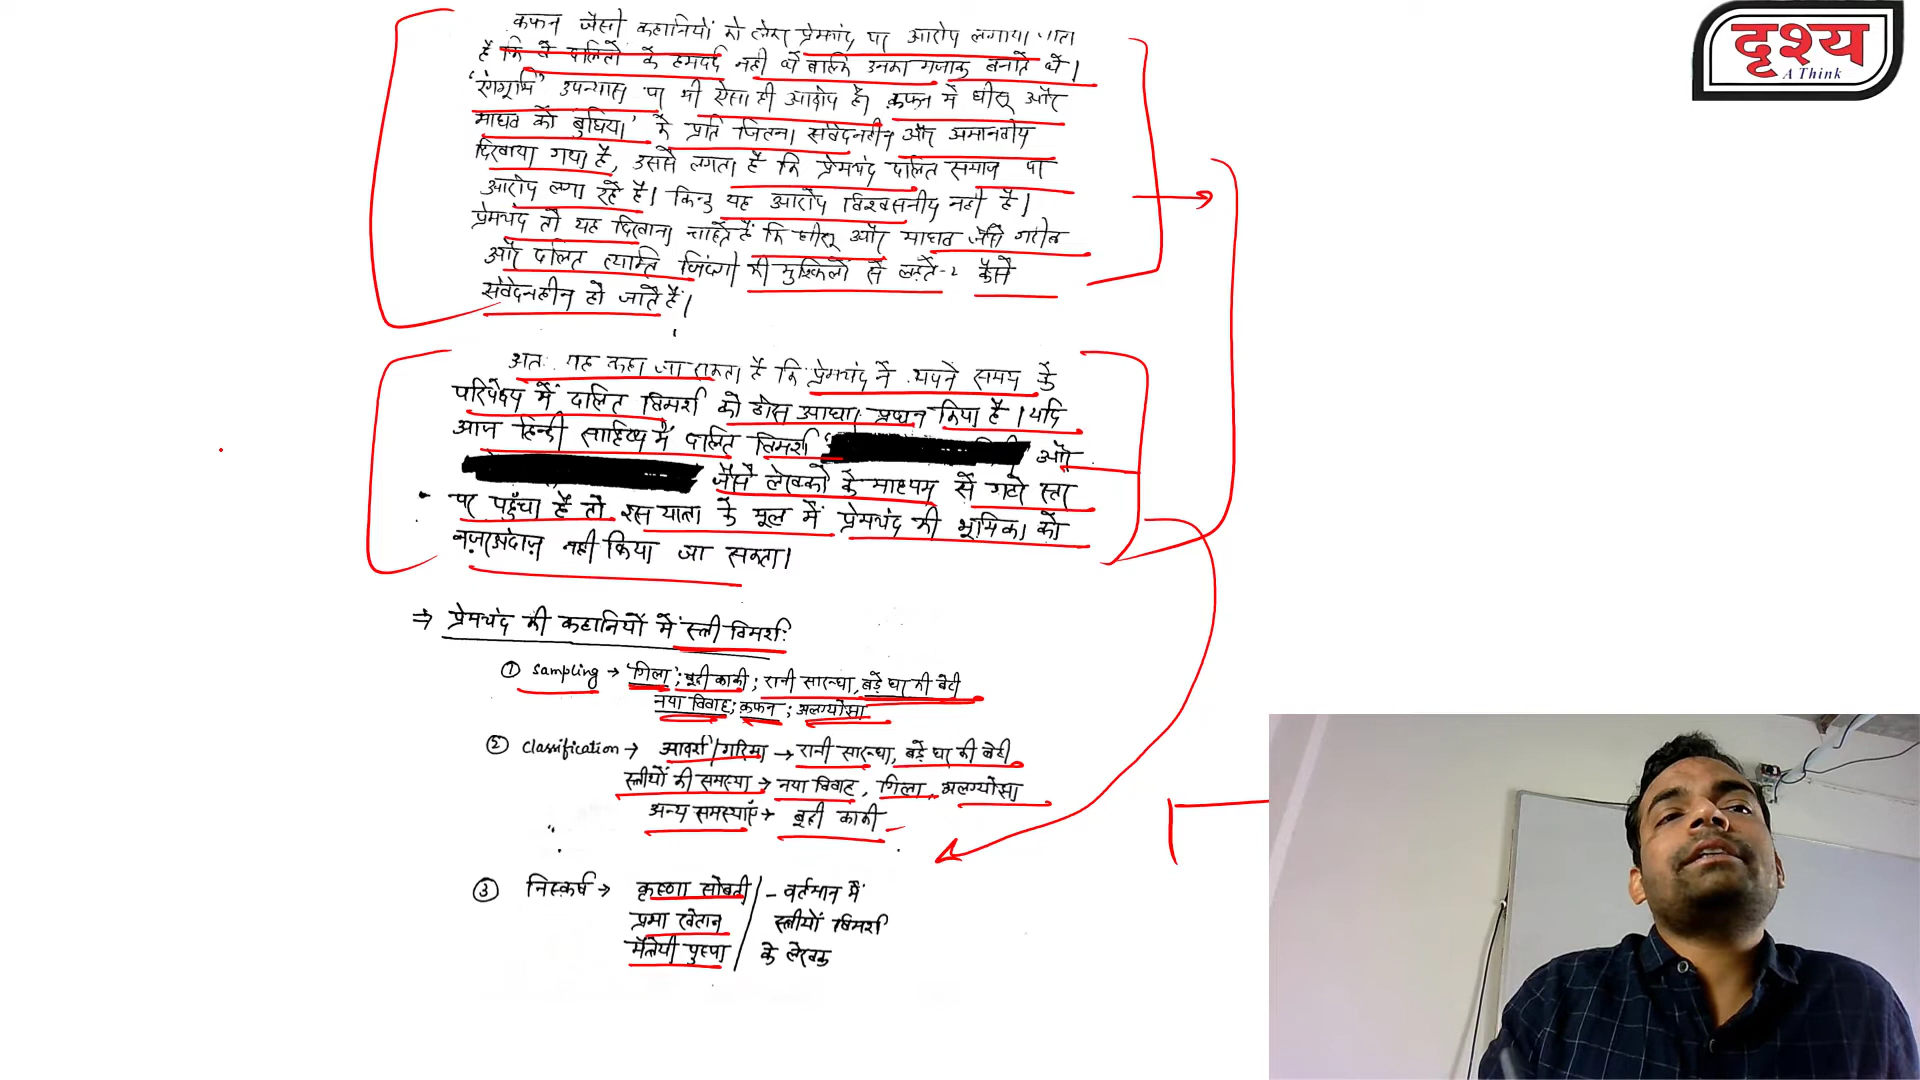 कफन जैसी कहानियों को लेकर प्रेमचंद पर आरोप लगाया जाता
है कि वे दलितों के हमदर्द नहीं थे बल्कि उनका मजाक बनाते थे।
'रंगभूमि' उपन्यास पर भी ऐसा ही आक्षेप है। कफन में घीसू और
माधव को बुधिया' के प्रति जितना संवेदनहीन और अमानवीय
दिखाया गया है, उससे लगता है कि प्रेमचंद दलित समाज पर
आरोप लगा रहे है। किन्तु यह आरोप विश्वसनीय नहीं है।
प्रेमचंद तो यह दिखाना चाहते हैं कि घीसू और माधव जैसे गरीब
और दलित व्यक्ति जिंदगी की मुश्किलों से लड़ते-2 कैसे
संवेदनहीन हो जाते हैं।
अतः यह कहा जा सकता है कि प्रेमचंद ने अपने समय के
परिप्रेक्ष्य में दलित विमर्श को ठोस आधार प्रदान किया है। यदि
आज हिन्दी साहित्य में दलित विमर्श और
जैसे लेखकों के माध्यम से गहरे स्तर
पर पहुँचा है तो इस यात्रा के मूल में प्रेमचंद की भूमिका को
नज़रअंदाज़ नहीं किया जा सकता।
⇒ प्रेमचंद की कहानियों में स्त्री विमर्श:
① Sampling → 'गिला'; बूढ़ी काकी; रानी सारन्धा, बड़े घर की बेटी
नया विवाह; कफन; अलग्योझा
② Classification → आदर्श/गरिमा → रानी सारन्धा, बड़े घर की बेटी
स्त्रीयों की समस्या → नया विवाह, गिला, अलग्योझा
अन्य समस्याएँ → बूढ़ी काकी
③ निस्कर्ष → कृष्णा सोबती / - वर्तमान में
प्रभा खेतान / स्त्रीयों विमर्श
मैत्रेयी पुष्पा / के लेखक
दृश्य
A Think